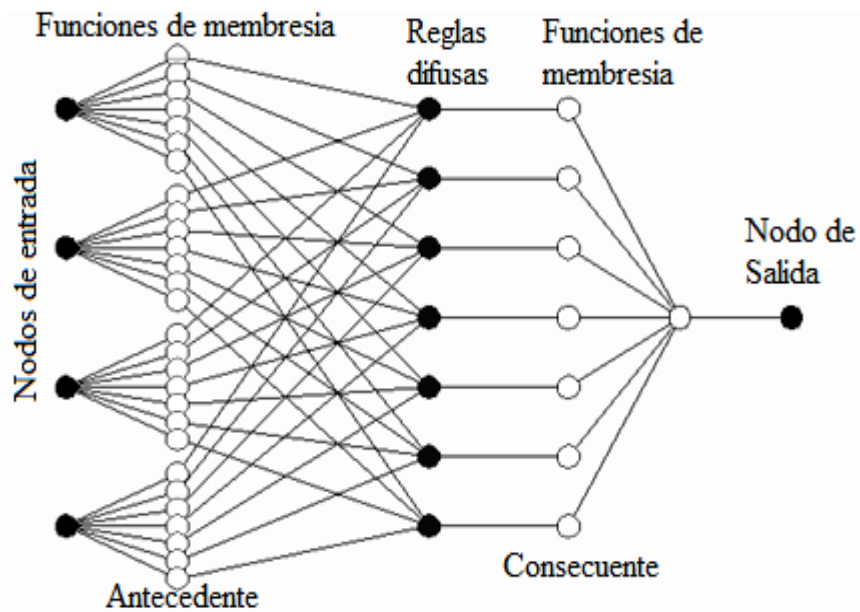 Funciones de membresia
Reglas
difusas
Funciones de
membresia
Nodos de entrada
Nodo de
Salida
Antecedente
Consecuente